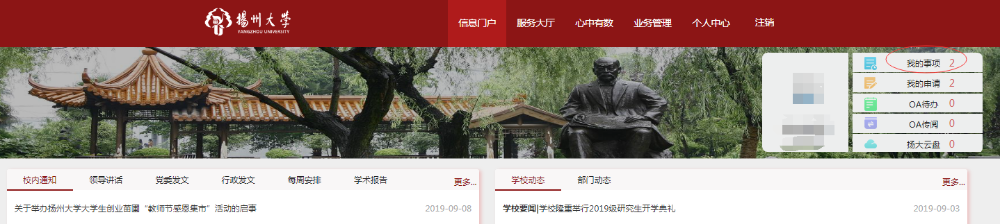 揚州大学
YANGZHOU UNIVERSITY
信息门户 服务大厅 心中有数 业务管理 个人中心 注销
我的事项 2
我的申请 2
OA待办 0
OA传阅 0
扬大云盘 0
校内通知 领导讲话 党委发文 行政发文 每周安排 学术报告 更多...
关于举办扬州大学大学生创业苗圃“教师节感恩集市”活动的启事 2019-09-08
学校动态 部门动态 更多...
学校要闻|学校隆重举行2019级研究生开学典礼 2019-09-03